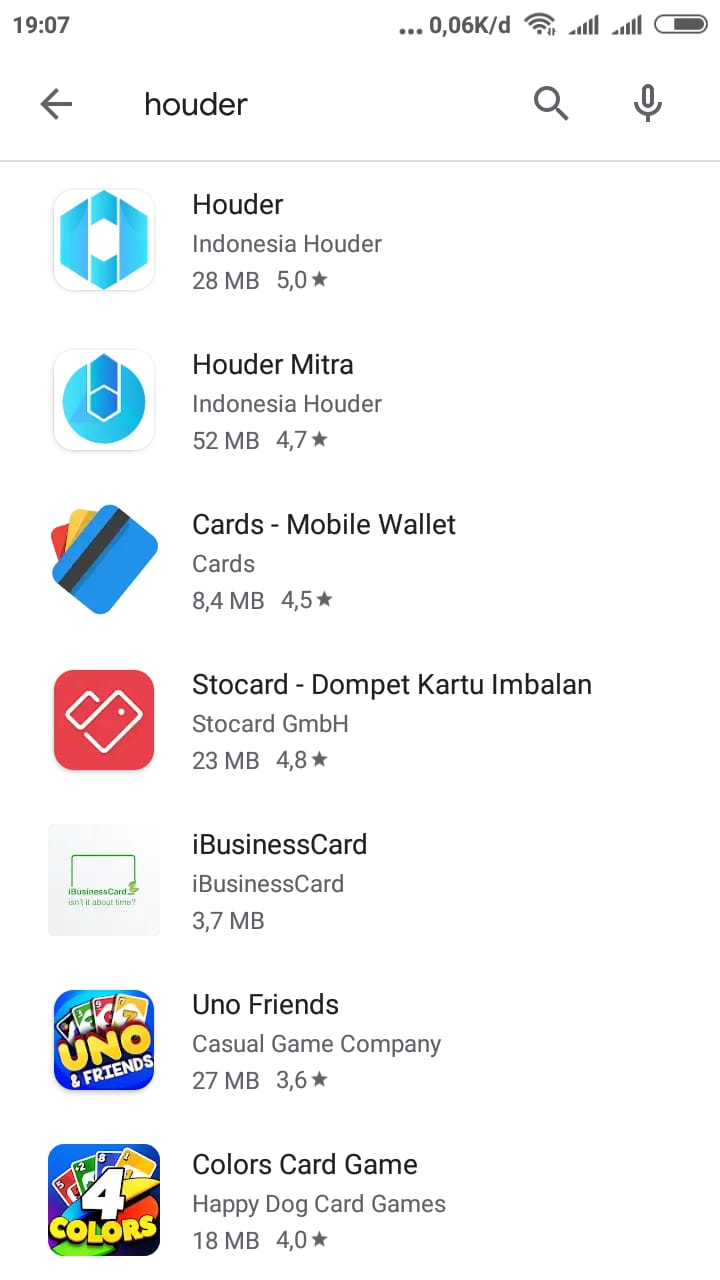 19:07
... 0,06K/d
houder
Houder
Indonesia Houder
28 MB 5,0★
Houder Mitra
Indonesia Houder
52 MB 4,7★
Cards - Mobile Wallet
Cards
8,4 MB 4,5★
Stocard - Dompet Kartu Imbalan
Stocard GmbH
23 MB 4,8★
iBusinessCard
isn't it about time?
iBusinessCard
iBusinessCard
3,7 MB
UNO
& FRIENDS
Uno Friends
Casual Game Company
27 MB 3,6★
4
COLORS
Colors Card Game
Happy Dog Card Games
18 MB 4,0★